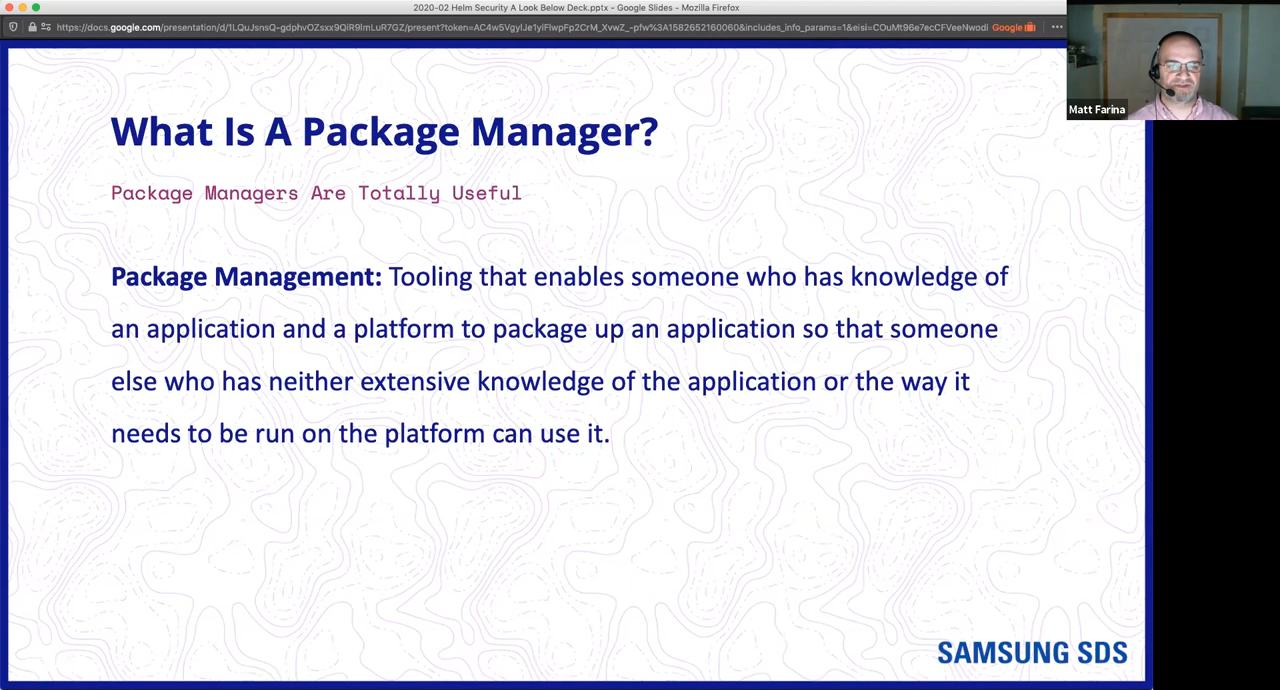 2020-02 Helm Security A Look Below Deck.pptx - Google Slides - Mozilla Firefox
Google
Matt Farina
What Is A Package Manager?
Package Managers Are Totally Useful
Package Management: Tooling that enables someone who has knowledge of
an application and a platform to package up an application so that someone
else who has neither extensive knowledge of the application or the way it
needs to be run on the platform can use it.
SAMSUNG SDS